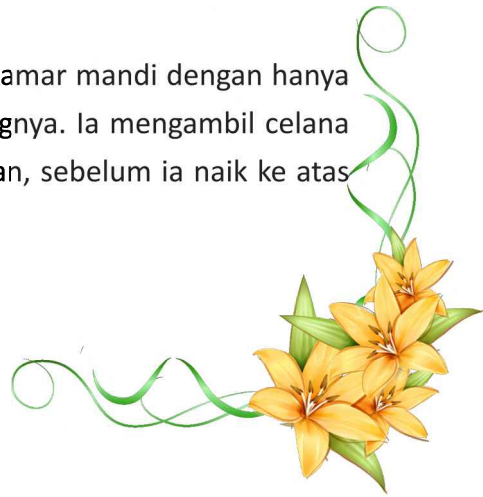 amar mandi dengan hanya
gnya. Ia mengambil celana
an, sebelum ia naik ke atas